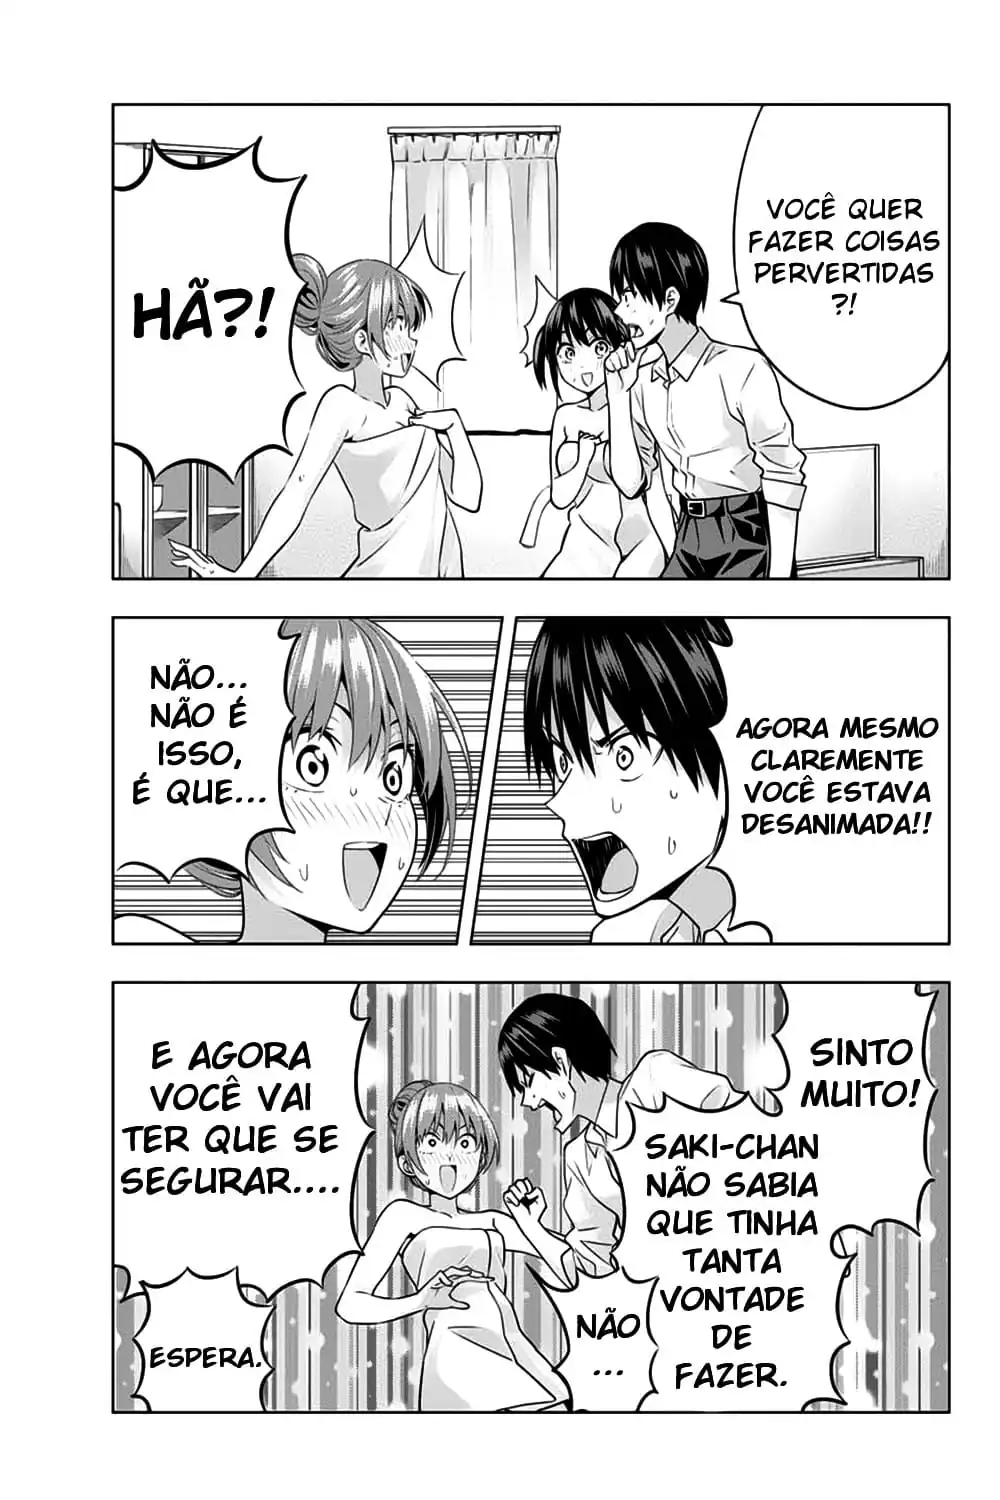 VOCÊ QUER
FAZER COISAS
PERVERTIDAS
?!
HÃ?!
AGORA MESMO
CLAREMENTE
VOCÊ ESTAVA
DESANIMADA!!
NÃO...
NÃO É
ISSO,
É QUE...
SINTO
MUITO!
SAKI-CHAN
NÃO SABIA
QUE TINHA
TANTA
VONTADE
DE
FAZER.
NÃO
...
E AGORA
VOCÊ VAI
TER QUE SE
SEGURAR....
ESPERA.